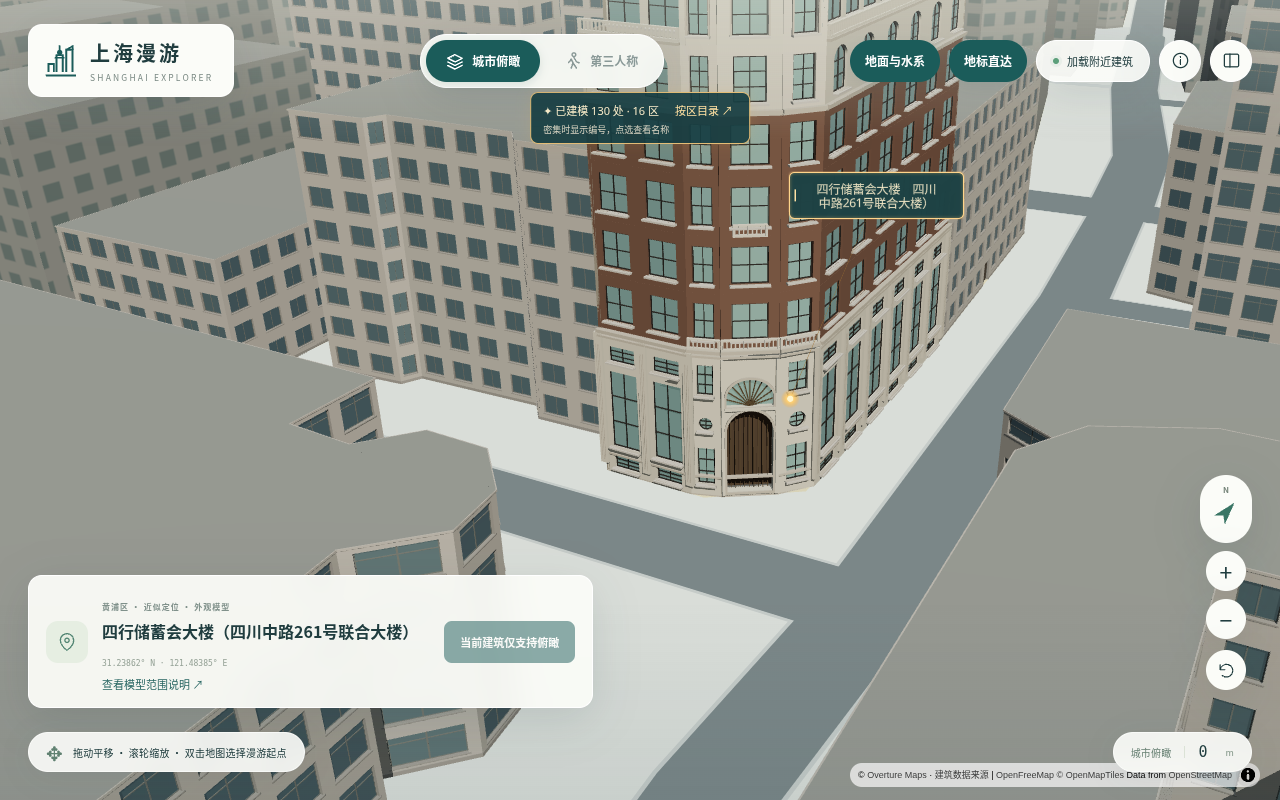 上海漫游
SHANGHAI EXPLORER
城市俯瞰
第三人称
地面与水系
地标直达
加载附近建筑
✦ 已建模 130 处 · 16 区 按区目录 ↗
密集时显示编号，点选查看名称
四行储蓄会大楼 四川
中路261号联合大楼）
N
+
−
黄浦区 · 近似定位 · 外观模型
四行储蓄会大楼（四川中路261号联合大楼）
31.23862° N · 121.48385° E
查看模型范围说明 ↗
当前建筑仅支持俯瞰
拖动平移 · 滚轮缩放 · 双击地图选择漫游起点
城市俯瞰 0 m
© Overture Maps · 建筑数据来源 | OpenFreeMap © OpenMapTiles Data from OpenStreetMap